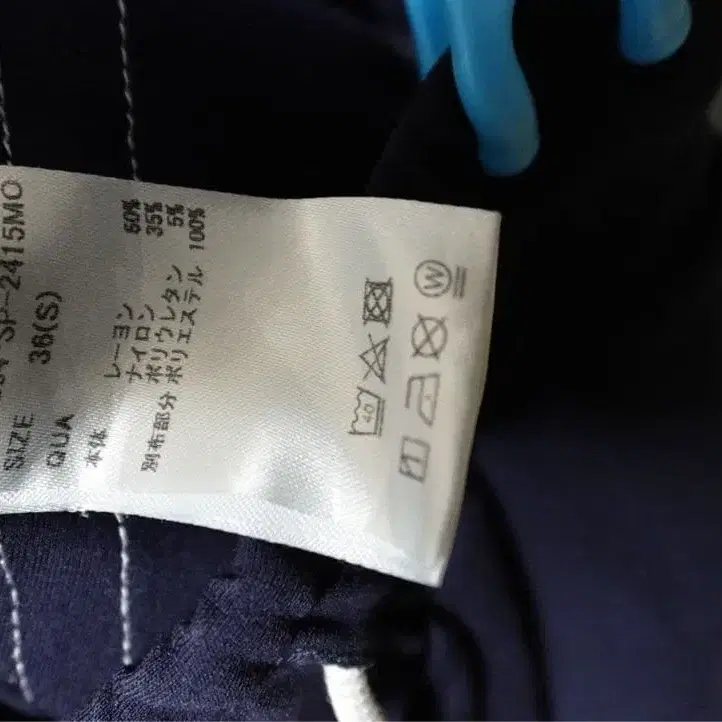 SP-2415MO
SIZE 36(S)
QUA
本体 レーヨン 60%
ナイロン 35%
ポリウレタン 5%
別布部分 ポリエステル 100%
40
W